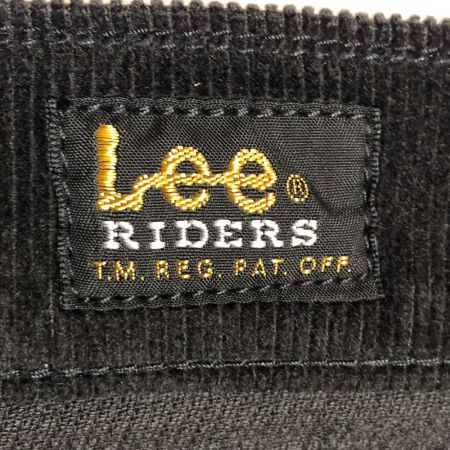 Lee®
RIDERS
T.M. REG. PAT. OFF.